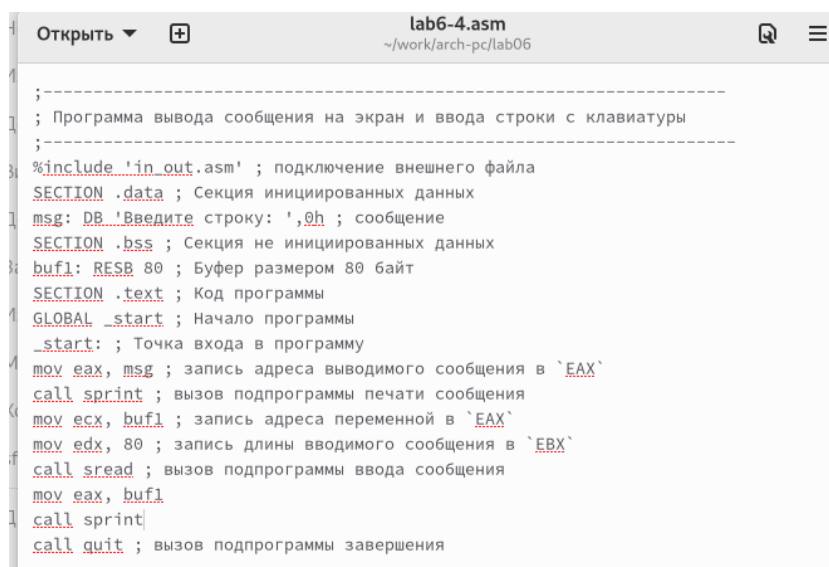 Открыть
lab6-4.asm
~/work/arch-pc/lab06
;--------------------------------------------------------------------
; Программа вывода сообщения на экран и ввода строки с клавиатуры
;---------------------------------------------------------------------
%include 'in_out.asm' ; подключение внешнего файла
SECTION .data ; Секция инициированных данных
msg: DB 'Введите строку: ',0h ; сообщение
SECTION .bss ; Секция не инициированных данных
buf1: RESB 80 ; Буфер размером 80 байт
SECTION .text ; Код программы
GLOBAL _start ; Начало программы
_start: ; Точка входа в программу
mov eax, msg ; запись адреса выводимого сообщения в `EAX`
call sprint ; вызов подпрограммы печати сообщения
mov ecx, buf1 ; запись адреса переменной в `EAX`
mov edx, 80 ; запись длины вводимого сообщения в `EBX`
call sread ; вызов подпрограммы ввода сообщения
mov eax, buf1
call sprint
call quit ; вызов подпрограммы завершения